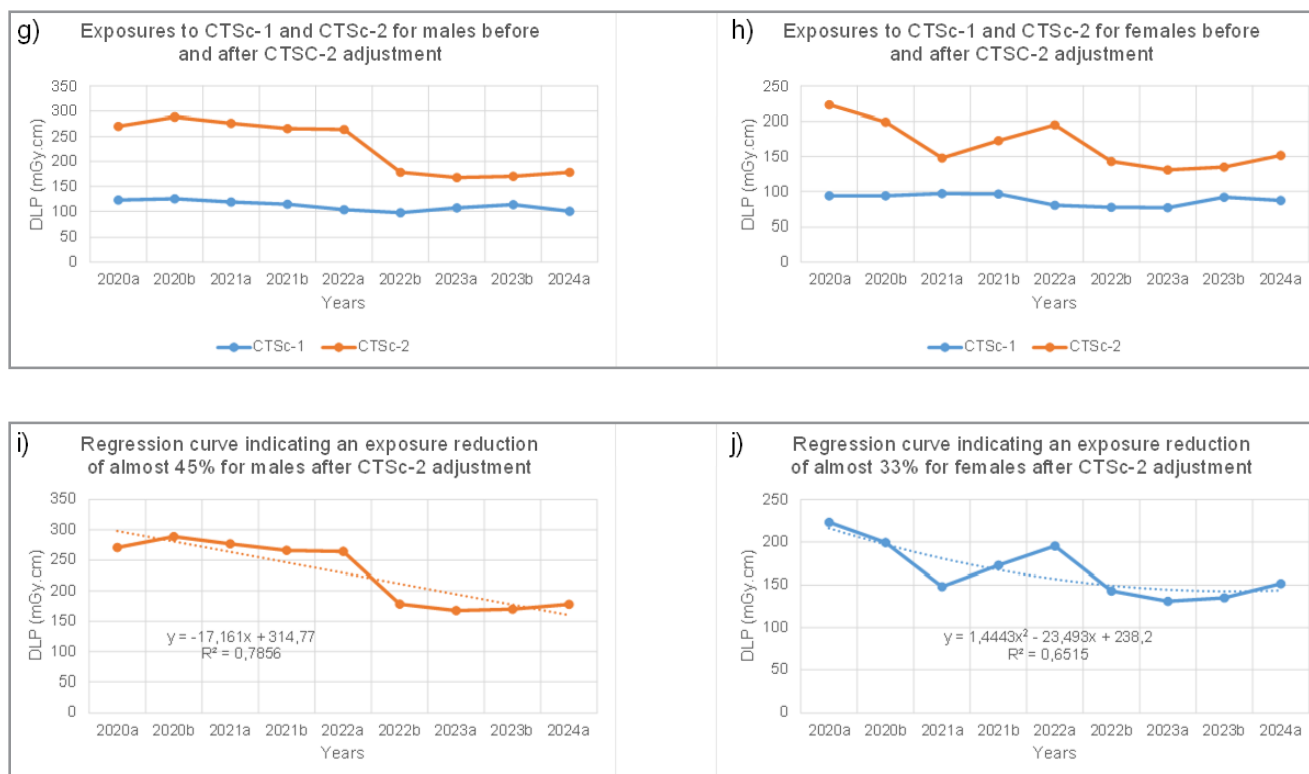 g) Exposures to CTSc-1 and CTSc-2 for males before
and after CTSC-2 adjustment
350
300
250
200
150
100
50
0
DLP (mGy.cm)
2020a 2020b 2021a 2021b 2022a 2022b 2023a 2023b 2024a
Years
CTSc-1 CTSc-2
h) Exposures to CTSc-1 and CTSc-2 for females before
and after CTSC-2 adjustment
250
200
150
100
50
0
DLP (mGy.cm)
2020a 2020b 2021a 2021b 2022a 2022b 2023a 2023b 2024a
Years
CTSc-1 CTSc-2
i) Regression curve indicating an exposure reduction
of almost 45% for males after CTSc-2 adjustment
350
300
250
200
150
100
50
0
DLP (mGy.cm)
y = -17,161x + 314,77
R² = 0,7856
2020a 2020b 2021a 2021b 2022a 2022b 2023a 2023b 2024a
Years
j) Regression curve indicating an exposure reduction
of almost 33% for females after CTSc-2 adjustment
250
200
150
100
50
0
DLP (mGy.cm)
y = 1,4443x² - 23,493x + 238,2
R² = 0,6515
2020a 2020b 2021a 2021b 2022a 2022b 2023a 2023b 2024a
Years